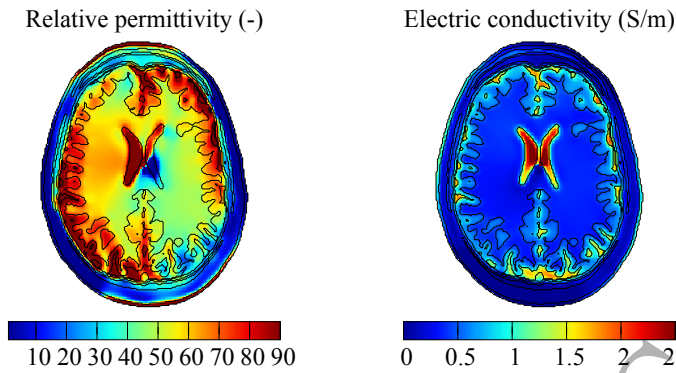 Relative permittivity (-)
Electric conductivity (S/m)
10 20 30 40 50 60 70 80 90
0 0.5 1 1.5 2 2